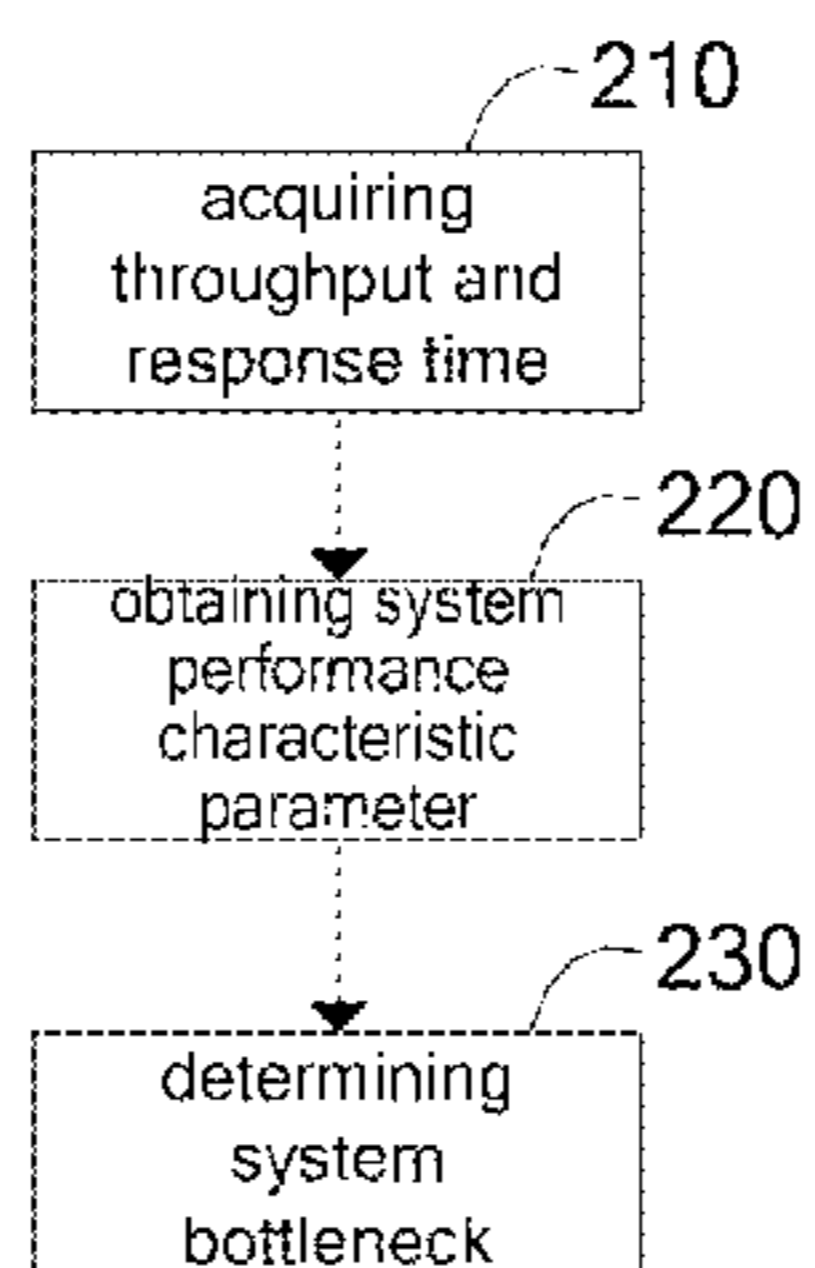 210
acquiring
throughput and
response time
220
obtaining system
performance
characteristic
parameter
230
determining
system
bottleneck